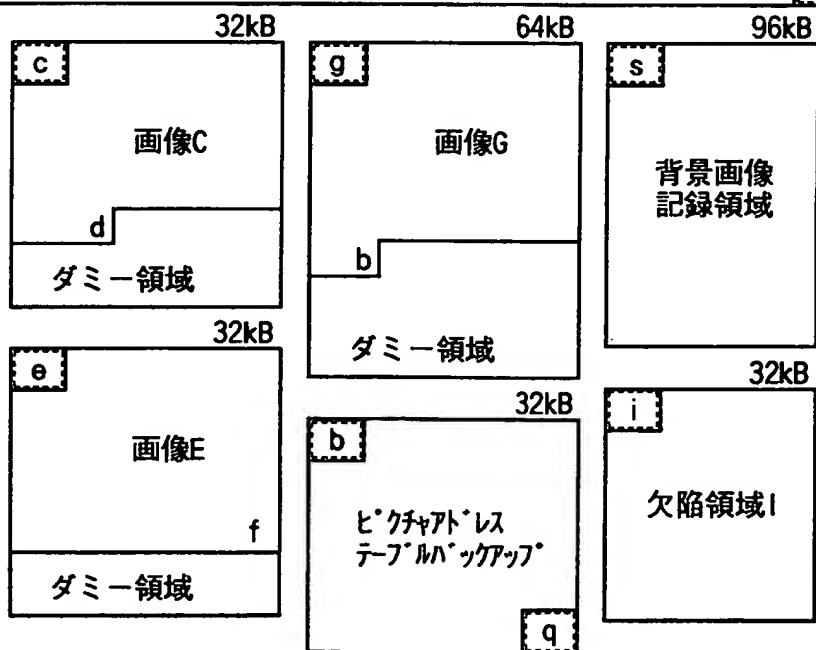 32kB
c
画像C
d
ダミー領域
32kB
e
画像E
f
ダミー領域
64kB
g
画像G
b
ダミー領域
32kB
b
ピクチャアドレス
テーブルバックアップ
q
96kB
s
背景画像
記録領域
32kB
i
欠陥領域I